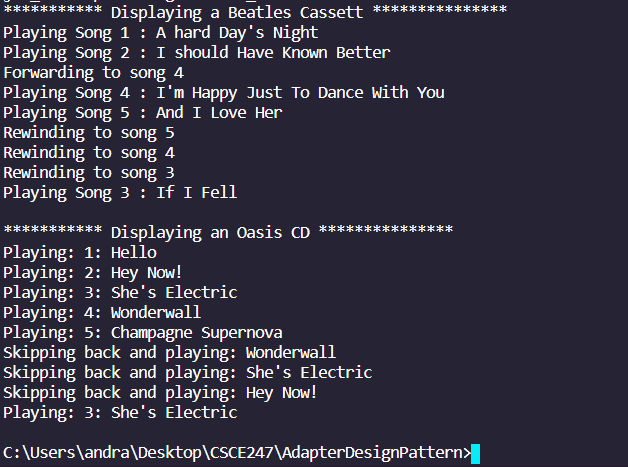 *********** Displaying a Beatles Cassett ***************
Playing Song 1 : A hard Day's Night
Playing Song 2 : I should Have Known Better
Forwarding to song 4
Playing Song 4 : I'm Happy Just To Dance With You
Playing Song 5 : And I Love Her
Rewinding to song 5
Rewinding to song 4
Rewinding to song 3
Playing Song 3 : If I Fell
*********** Displaying an Oasis CD ***************
Playing: 1: Hello
Playing: 2: Hey Now!
Playing: 3: She's Electric
Playing: 4: Wonderwall
Playing: 5: Champagne Supernova
Skipping back and playing: Wonderwall
Skipping back and playing: She's Electric
Skipping back and playing: Hey Now!
Playing: 3: She's Electric
C:\Users\andra\Desktop\CSCE247\AdapterDesignPattern>